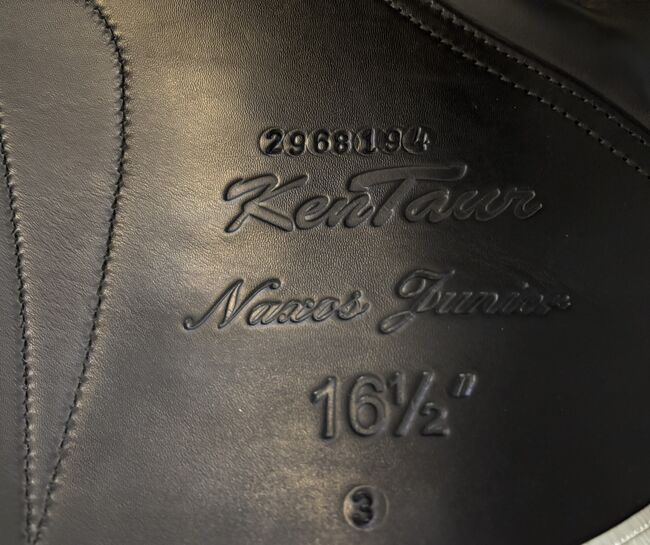 2968194
KenTaur
Naxos Junior
16½"
3